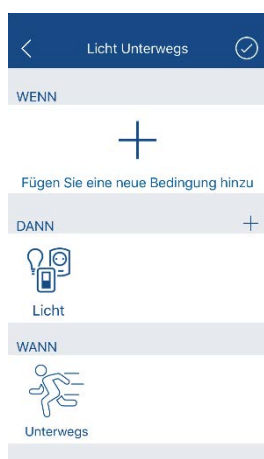 Licht Unterwegs
WENN
Fügen Sie eine neue Bedingung hinzu
DANN
Licht
WANN
Unterwegs